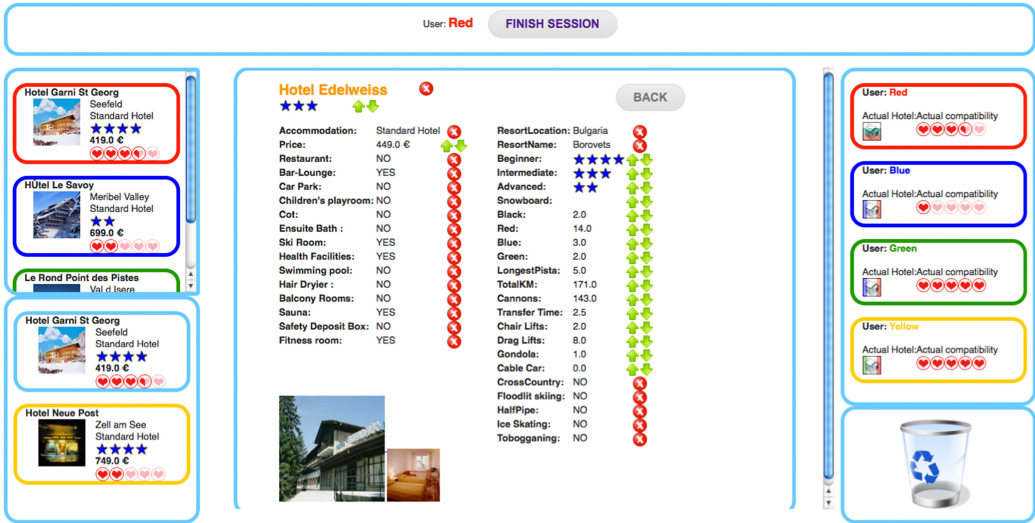 User: Red FINISH SESSION
Hotel Garni St Georg
Seefeld
Standard Hotel
419.0 €
HÙtel Le Savoy
Meribel Valley
Standard Hotel
699.0 €
Le Rond Point des Pistes
Val d Isere
Hotel Garni St Georg
Seefeld
Standard Hotel
419.0 €
Hotel Neue Post
Zell am See
Standard Hotel
749.0 €
Hotel Edelweiss
BACK
Accommodation: Standard Hotel
Price: 449.0 €
Restaurant: NO
Bar-Lounge: YES
Car Park: NO
Children's playroom: NO
Cot: NO
Ensuite Bath : NO
Ski Room: YES
Health Facilities: YES
Swimming pool: NO
Hair Dryier : NO
Balcony Rooms: NO
Sauna: YES
Safety Deposit Box: NO
Fitness room: YES
ResortLocation: Bulgaria
ResortName: Borovets
Beginner:
Intermediate:
Advanced:
Snowboard:
Black: 2.0
Red: 14.0
Blue: 3.0
Green: 2.0
LongestPista: 5.0
TotalKM: 171.0
Cannons: 143.0
Transfer Time: 2.5
Chair Lifts: 2.0
Drag Lifts: 8.0
Gondola: 1.0
Cable Car: 0.0
CrossCountry: NO
Floodlit skiing: NO
HalfPipe: NO
Ice Skating: NO
Tobogganing: NO
User: Red
Actual Hotel:Actual compatibility
User: Blue
Actual Hotel:Actual compatibility
User: Green
Actual Hotel:Actual compatibility
User: Yellow
Actual Hotel:Actual compatibility